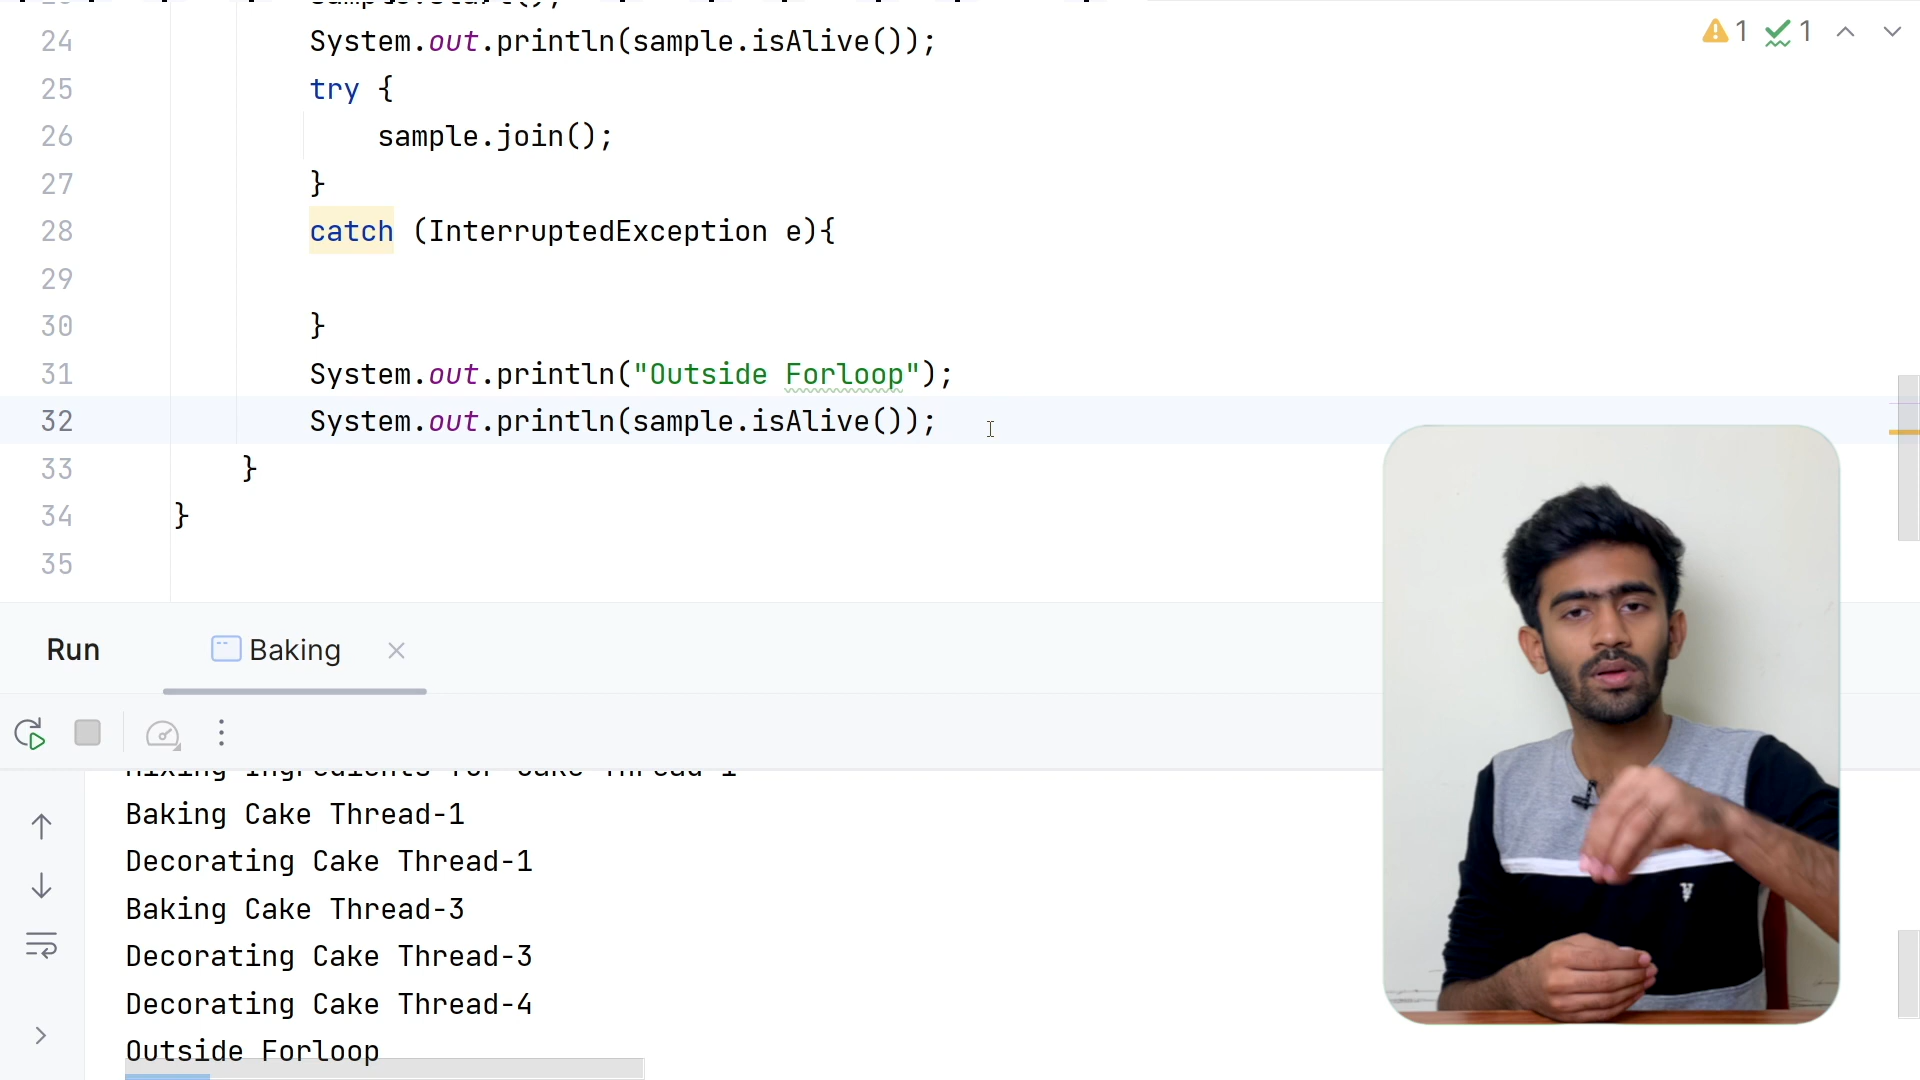 24 System.out.println(sample.isAlive());
25 try {
26 sample.join();
27 }
28 catch (InterruptedException e){
29
30 }
31 System.out.println("Outside Forloop");
32 System.out.println(sample.isAlive());
33 }
34 }
35
1 1
Run Baking
Baking Cake Thread-1
Decorating Cake Thread-1
Baking Cake Thread-3
Decorating Cake Thread-3
Decorating Cake Thread-4
Outside Forloop